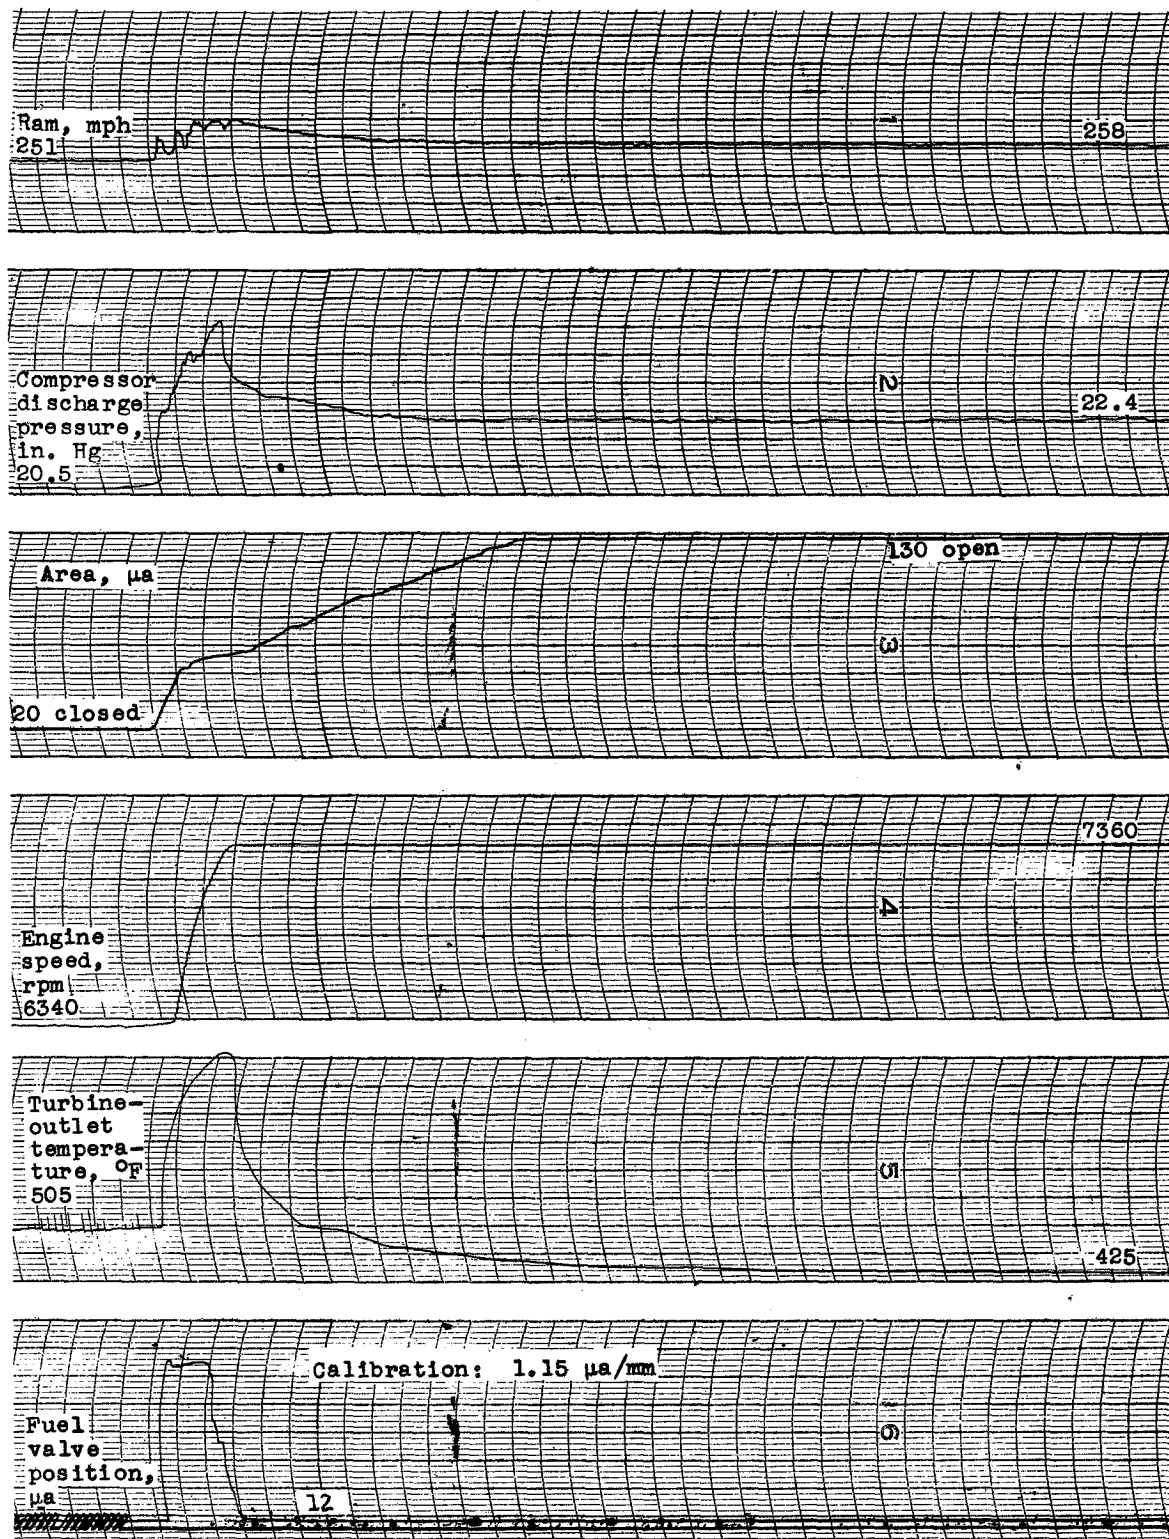 Ram, mph
251
1
258
Compressor
discharge
pressure,
in. Hg
20.5
2
22.4
Area, µa
130 open
3
20 closed
7360
4
Engine
speed,
rpm
6340
Turbine-
outlet
tempera-
ture, °F
505
5
425
Calibration: 1.15 µa/mm
6
Fuel
valve
position,
µa
12